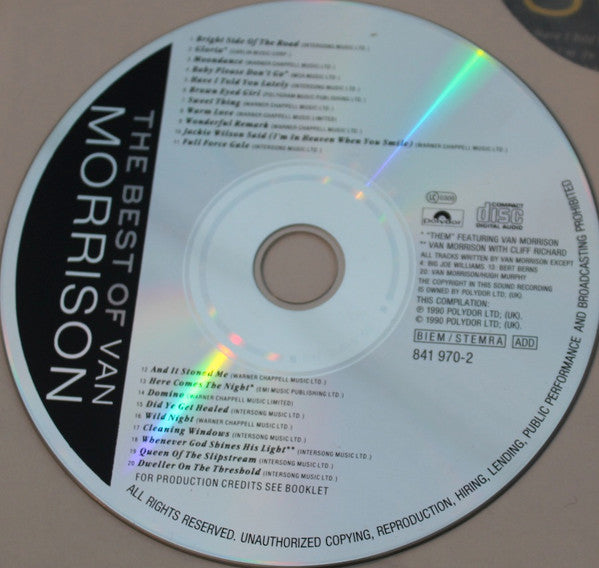 THE BEST OF VAN
MORRISON
1 Bright Side Of The Road (INTERSONG MUSIC LTD.)
2 Gloria* (CARLIN MUSIC CORP.)
3 Moondance (WARNER CHAPPELL MUSIC LTD.)
4 Baby Please Don't Go* (MCA MUSIC LTD.)
5 Have I Told You Lately (INTERSONG MUSIC LTD.)
6 Brown Eyed Girl (POLYGRAM MUSIC PUBLISHING LTD.)
7 Sweet Thing (WARNER CHAPPELL MUSIC LTD.)
8 Warm Love (WARNER CHAPPELL MUSIC LIMITED)
9 Wonderful Remark (WARNER CHAPPELL MUSIC LTD.)
10 Jackie Wilson Said (I'm In Heaven When You Smile) (WARNER CHAPPELL MUSIC LTD.)
11 Full Force Gale (INTERSONG MUSIC LTD.)
polydor
COMPACT
disc
DIGITAL AUDIO
* "THEM" FEATURING VAN MORRISON
** VAN MORRISON WITH CLIFF RICHARD
ALL TRACKS WRITTEN BY VAN MORRISON EXCEPT
4: BIG JOE WILLIAMS. 13: BERT BERNS
20: VAN MORRISON/HUGH MURPHY
THE COPYRIGHT IN THIS SOUND RECORDING
IS OWNED BY POLYDOR LTD; (UK).
THIS COMPILATION:
℗ 1990 POLYDOR LTD; (UK).
© 1990 POLYDOR LTD; (UK).
BIEM/STEMRA ADD
841 970-2
12 And It Stoned Me (WARNER CHAPPELL MUSIC LTD.)
13 Here Comes The Night* (EMI MUSIC PUBLISHING LTD.)
14 Domino (WARNER CHAPPELL MUSIC LIMITED)
15 Did Ye Get Healed (INTERSONG MUSIC LTD.)
16 Wild Night (WARNER CHAPPELL MUSIC LTD.)
17 Cleaning Windows (INTERSONG MUSIC LTD.)
18 Whenever God Shines His Light** (INTERSONG MUSIC LTD.)
19 Queen Of The Slipstream (INTERSONG MUSIC LTD.)
20 Dweller On The Threshold (INTERSONG MUSIC LTD.)
FOR PRODUCTION CREDITS SEE BOOKLET
ALL RIGHTS RESERVED. UNAUTHORIZED COPYING, REPRODUCTION, HIRING, LENDING, PUBLIC PERFORMANCE AND BROADCASTING PROHIBITED